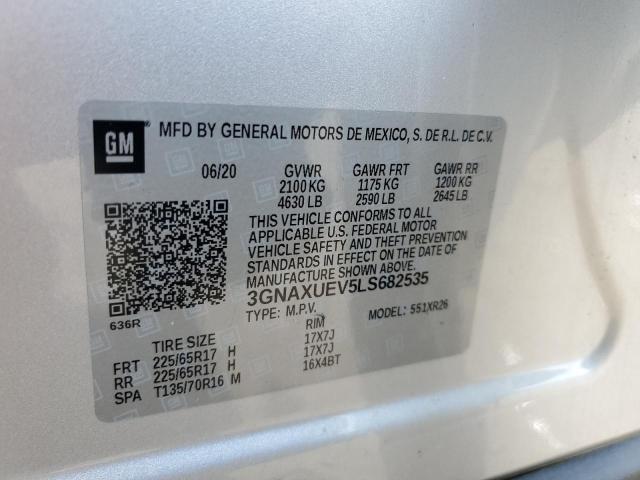 GM
MFD BY GENERAL MOTORS DE MEXICO, S. DE R.L. DE C.V.
06/20 GVWR GAWR FRT GAWR RR
2100 KG 1175 KG 1200 KG
4630 LB 2590 LB 2645 LB
THIS VEHICLE CONFORMS TO ALL
APPLICABLE U.S. FEDERAL MOTOR
VEHICLE SAFETY AND THEFT PREVENTION
STANDARDS IN EFFECT ON THE DATE OF
MANUFACTURE SHOWN ABOVE.
3GNAXUEV5LS682535
TYPE: M.P.V. MODEL: 551XR26
636R
TIRE SIZE RIM
FRT 225/65R17 H 17X7J
RR 225/65R17 H 17X7J
SPA T135/70R16 M 16X4BT